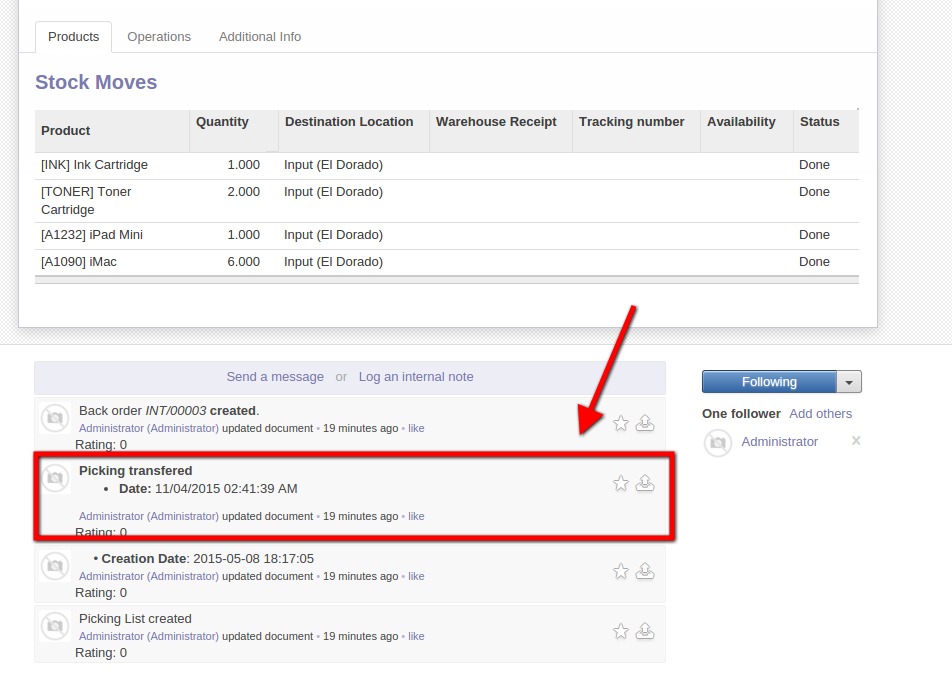 Products Operations Additional Info
Stock Moves
Product Quantity Destination Location Warehouse Receipt Tracking number Availability Status
[INK] Ink Cartridge 1.000 Input (El Dorado) Done
[TONER] Toner 2.000 Input (El Dorado) Done
Cartridge
[A1232] iPad Mini 1.000 Input (El Dorado) Done
[A1090] iMac 6.000 Input (El Dorado) Done
Send a message or Log an internal note
Back order INT/00003 created.
Administrator (Administrator) updated document • 19 minutes ago • like
Rating: 0
Picking transfered
• Date: 11/04/2015 02:41:39 AM
Administrator (Administrator) updated document • 19 minutes ago • like
Rating: 0
• Creation Date: 2015-05-08 18:17:05
Administrator (Administrator) updated document • 19 minutes ago • like
Rating: 0
Picking List created
Administrator (Administrator) updated document • 19 minutes ago • like
Rating: 0
Following
One follower Add others
Administrator x